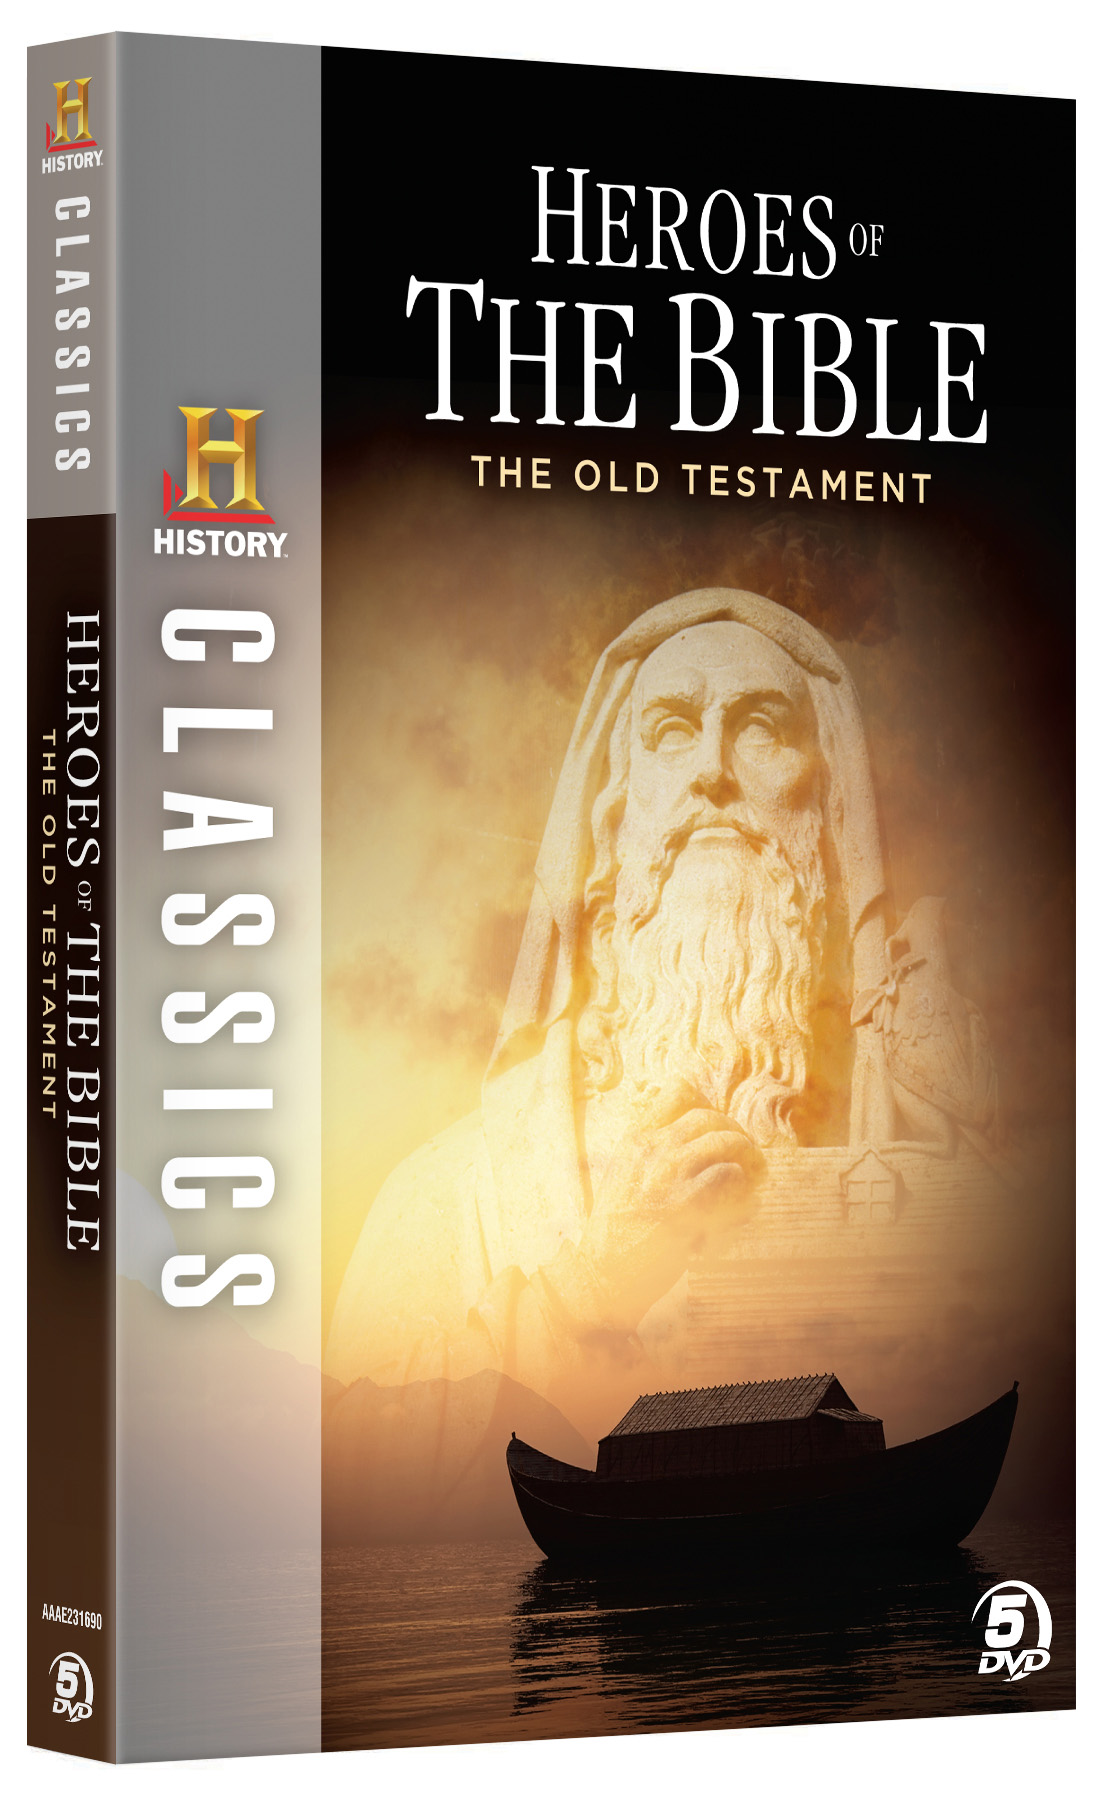 H
HISTORY
CLASSICS
HEROES OF THE BIBLE
THE OLD TESTAMENT
AAAE231690
5
DVD
H
HISTORY
CLASSICS
HEROES OF
THE BIBLE
THE OLD TESTAMENT
5
DVD